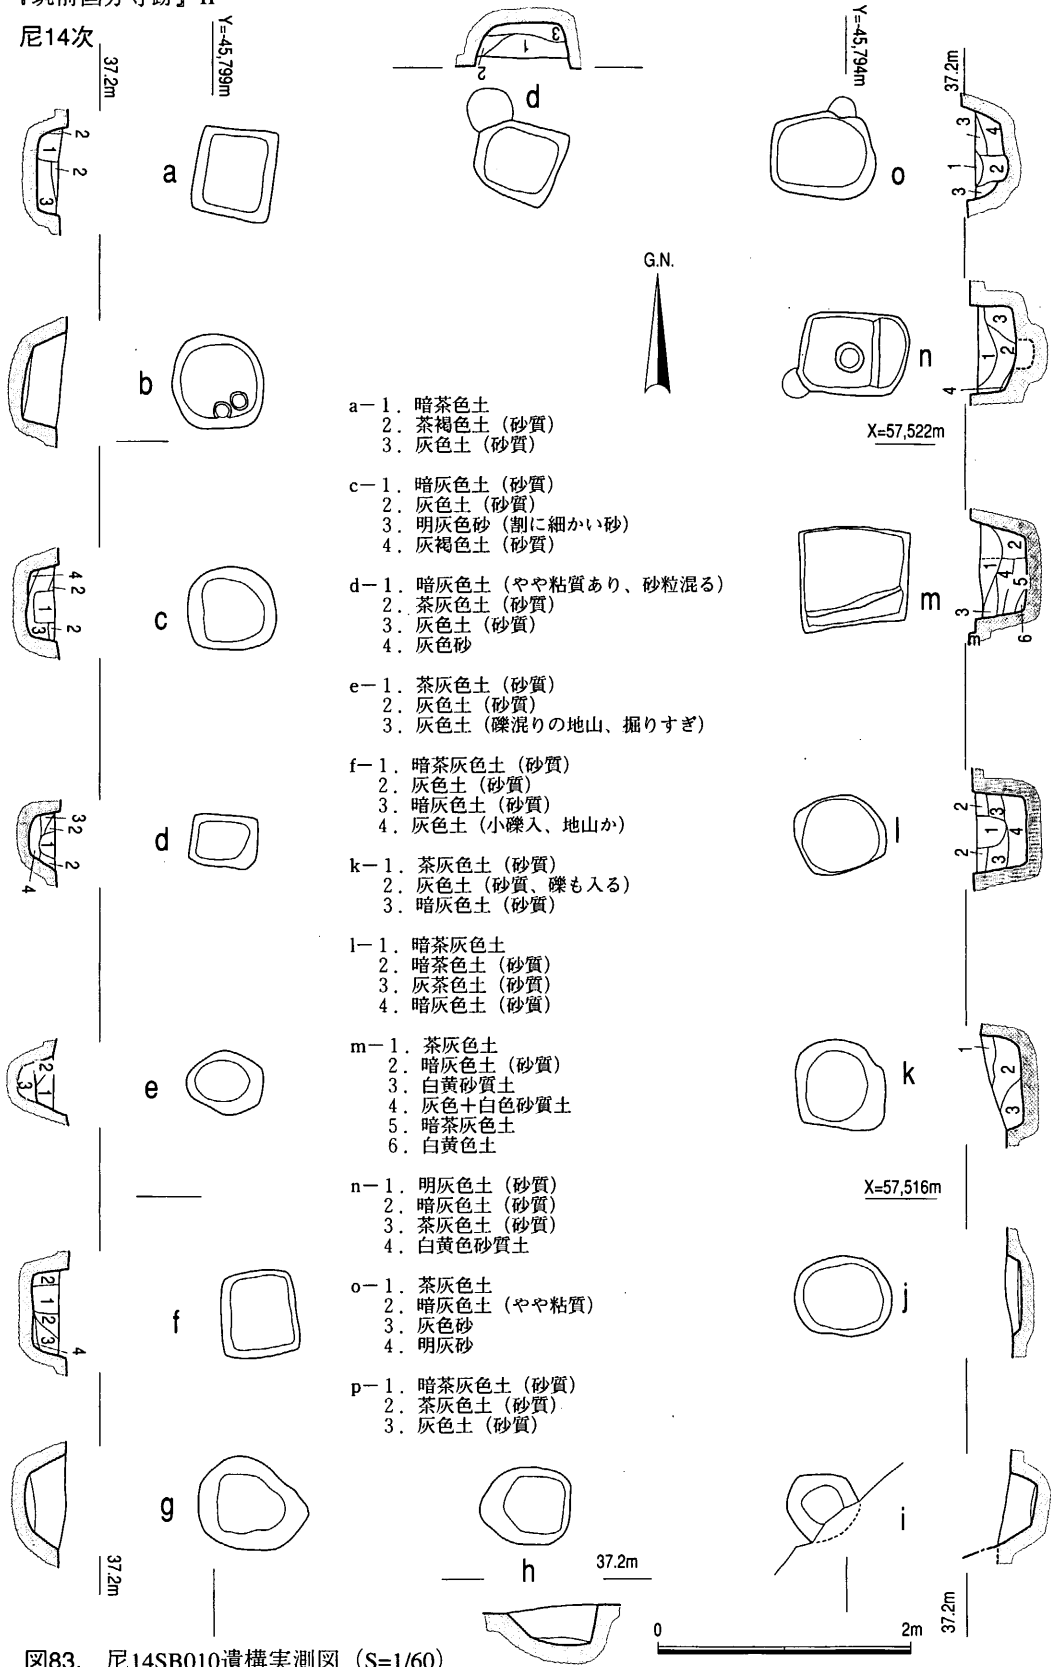 尼14次
Y=-45,799m
Y=-45,794m
37.2m
37.2m
a
d
o
G.N.
b
n
X=57,522m
a－1．暗茶色土
2．茶褐色土（砂質）
3．灰色土（砂質）
c－1．暗灰色土（砂質）
2．灰色土（砂質）
3．明灰色砂（割に細かい砂）
4．灰褐色土（砂質）
c
m
d－1．暗灰色土（やや粘質あり、砂粒混る）
2．茶灰色土（砂質）
3．灰色土（砂質）
4．灰色砂
e－1．茶灰色土（砂質）
2．灰色土（砂質）
3．灰色土（礫混りの地山、掘りすぎ）
f－1．暗茶灰色土（砂質）
2．灰色土（砂質）
3．暗灰色土（砂質）
4．灰色土（小礫入、地山か）
d
l
k－1．茶灰色土（砂質）
2．灰色土（砂質、礫も入る）
3．暗灰色土（砂質）
l－1．暗茶灰色土
2．暗茶色土（砂質）
3．灰茶色土（砂質）
4．暗灰色土（砂質）
m－1．茶灰色土
2．暗灰色土（砂質）
3．白黄砂質土
4．灰色＋白色砂質土
5．暗茶灰色土
6．白黄色土
e
k
n－1．明灰色土（砂質）
2．暗灰色土（砂質）
3．茶灰色土（砂質）
4．白黄色砂質土
X=57,516m
o－1．茶灰色土
2．暗灰色土（やや粘質）
3．灰色砂
4．明灰砂
f
j
p－1．暗茶灰色土（砂質）
2．茶灰色土（砂質）
3．灰色土（砂質）
g
h
i
37.2m
37.2m
37.2m
0 2m
図83. 尼14SB010遺構実測図（S=1/60）